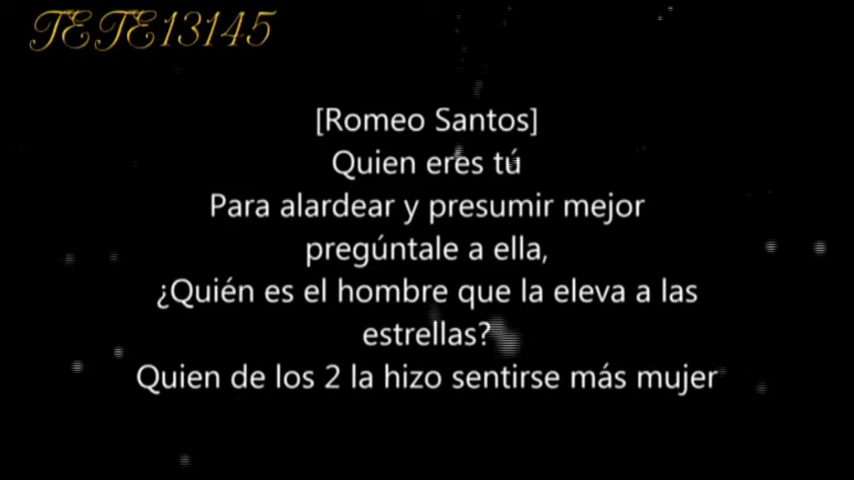 TETE13145
[Romeo Santos]
Quien eres tú
Para alardear y presumir mejor
pregúntale a ella,
¿Quién es el hombre que la eleva a las
estrellas?
Quien de los 2 la hizo sentirse más mujer